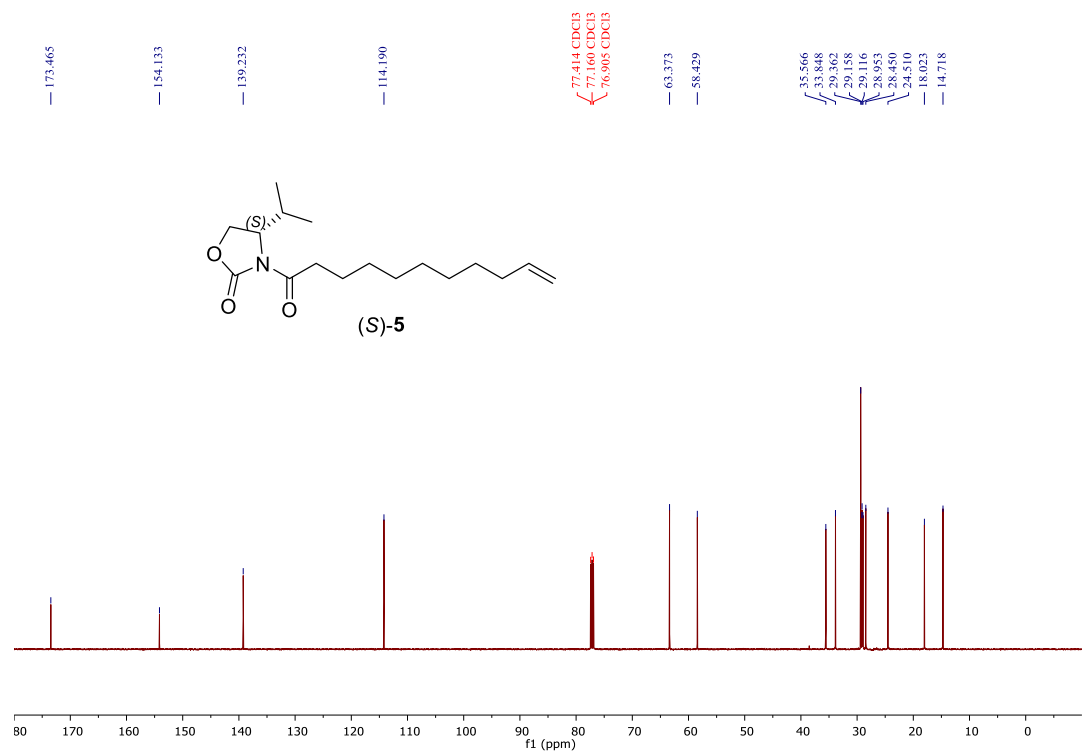 173.465
154.133
139.232
114.190
77.414 CDCl3
77.160 CDCl3
76.905 CDCl3
63.373
58.429
35.566
33.848
29.362
29.158
29.116
28.953
28.450
24.510
18.023
14.718
(S)
O
N
O
O
(S)-5
80 170 160 150 140 130 120 110 100 90 80 70 60 50 40 30 20 10 0
f1 (ppm)